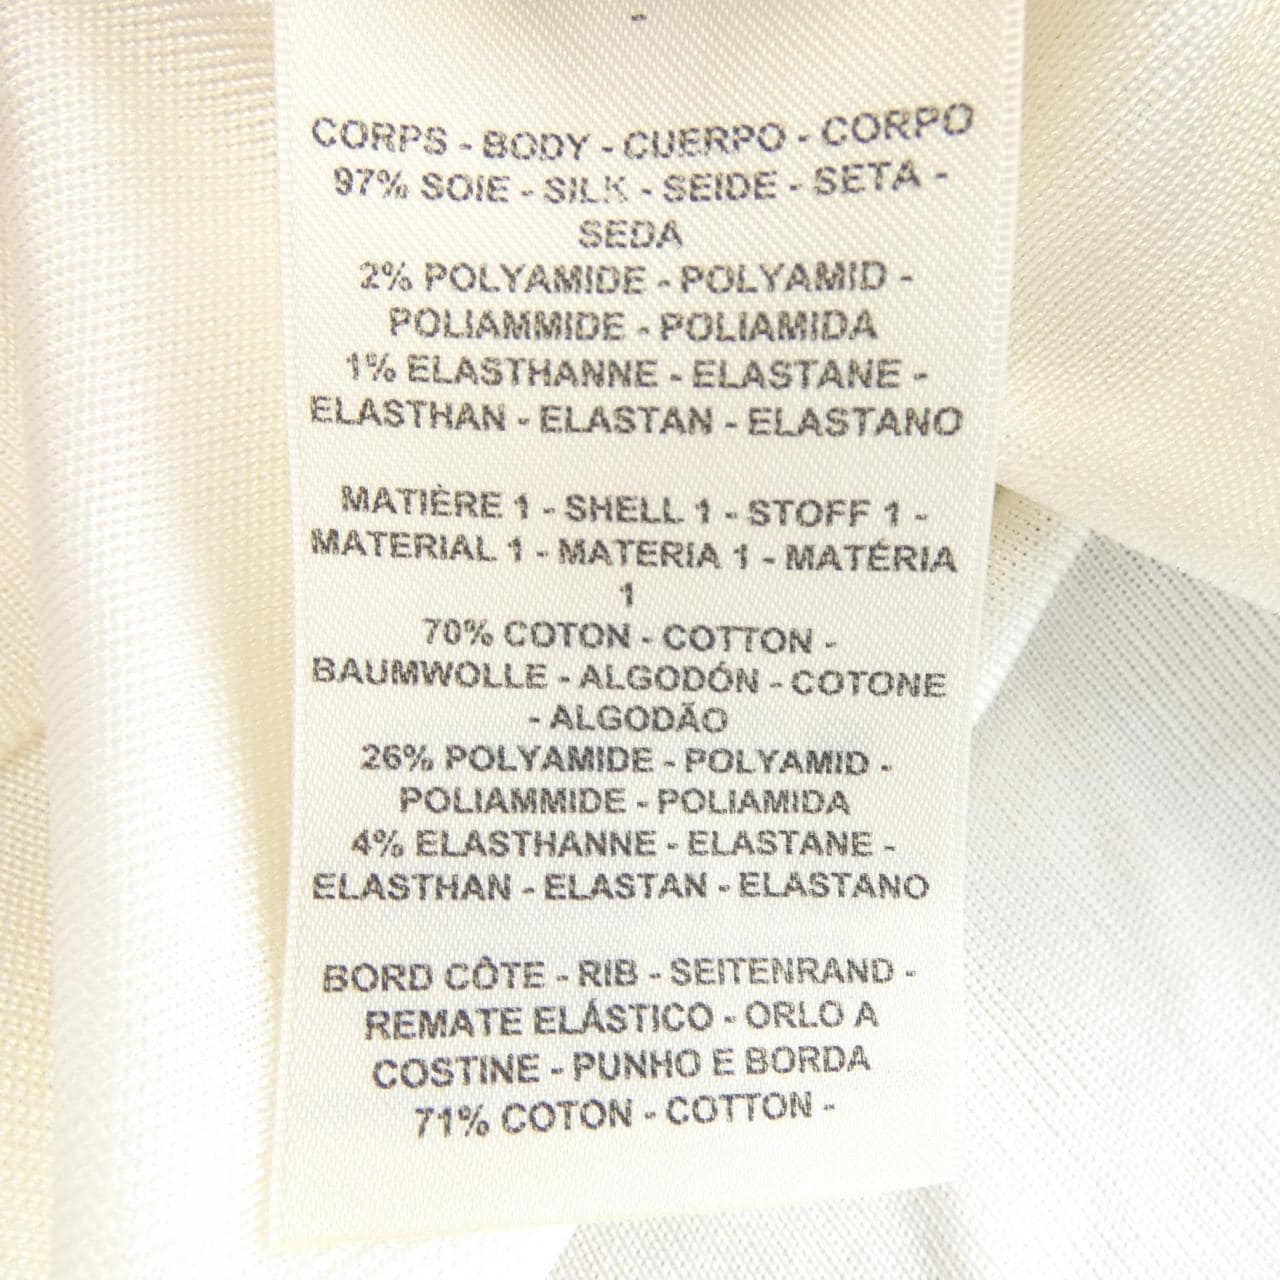 -
CORPS - BODY - CUERPO - CORPO
97% SOIE - SILK - SEIDE - SETA -
SEDA
2% POLYAMIDE - POLYAMID -
POLIAMMIDE - POLIAMIDA
1% ELASTHANNE - ELASTANE -
ELASTHAN - ELASTAN - ELASTANO
MATIÈRE 1 - SHELL 1 - STOFF 1 -
MATERIAL 1 - MATERIA 1 - MATÉRIA
1
70% COTON - COTTON -
BAUMWOLLE - ALGODÓN - COTONE
- ALGODÃO
26% POLYAMIDE - POLYAMID -
POLIAMMIDE - POLIAMIDA
4% ELASTHANNE - ELASTANE -
ELASTHAN - ELASTAN - ELASTANO
BORD CÔTE - RIB - SEITENRAND -
REMATE ELÁSTICO - ORLO A
COSTINE - PUNHO E BORDA
71% COTON - COTTON -